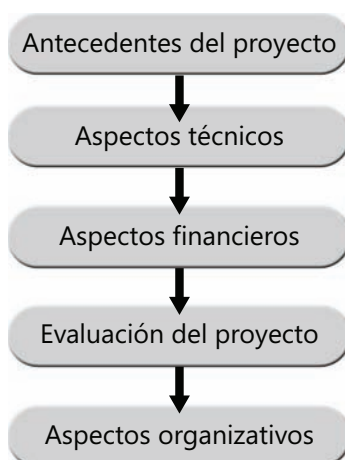 Antecedentes del proyecto
Aspectos técnicos
Aspectos financieros
Evaluación del proyecto
Aspectos organizativos